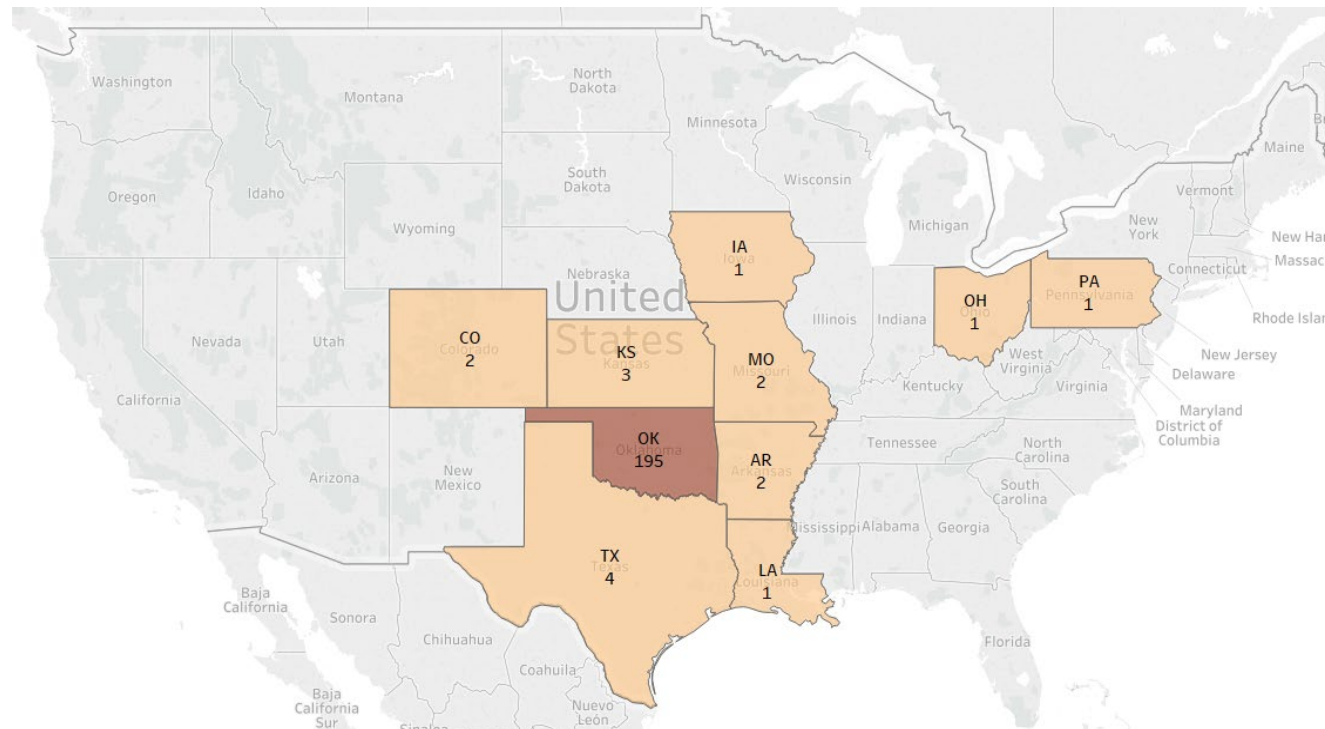 Washington
Montana
North
Dakota
Minnesota
Maine
Oregon
Idaho
South
Dakota
Wisconsin
Vermont
Wyoming
Michigan
New
York
New Har
Massac
IA
Iowa
1
Nebraska
United
States
Connecticut
PA
Pennsylvania
1
OH
Ohio
1
Rhode Islan
Nevada
Utah
CO
Colorado
2
KS
Kansas
3
MO
Missouri
2
Illinois
Indiana
West
Virginia
New Jersey
Delaware
California
Kentucky
Virginia
Maryland
District of
Columbia
Arizona
New
Mexico
OK
Oklahoma
195
AR
Arkansas
2
Tennessee
North
Carolina
South
Carolina
Mississippi
Alabama
Georgia
TX
Texas
4
LA
Louisiana
1
Baja
California
Sonora
Chihuahua
Coahuila
Florida
Baja
California
Sur
Nuevo
León
Sinaloa